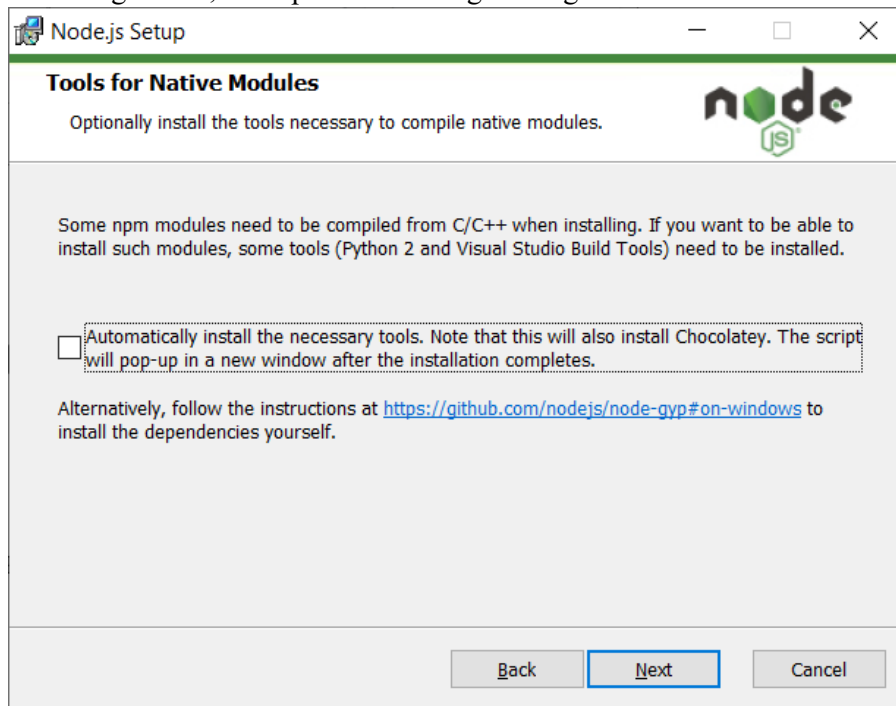 Node.js Setup
Tools for Native Modules
Optionally install the tools necessary to compile native modules.
node
JS
Some npm modules need to be compiled from C/C++ when installing. If you want to be able to
install such modules, some tools (Python 2 and Visual Studio Build Tools) need to be installed.
Automatically install the necessary tools. Note that this will also install Chocolatey. The script
will pop-up in a new window after the installation completes.
Alternatively, follow the instructions at https://github.com/nodejs/node-gyp#on-windows to
install the dependencies yourself.
Back
Next
Cancel